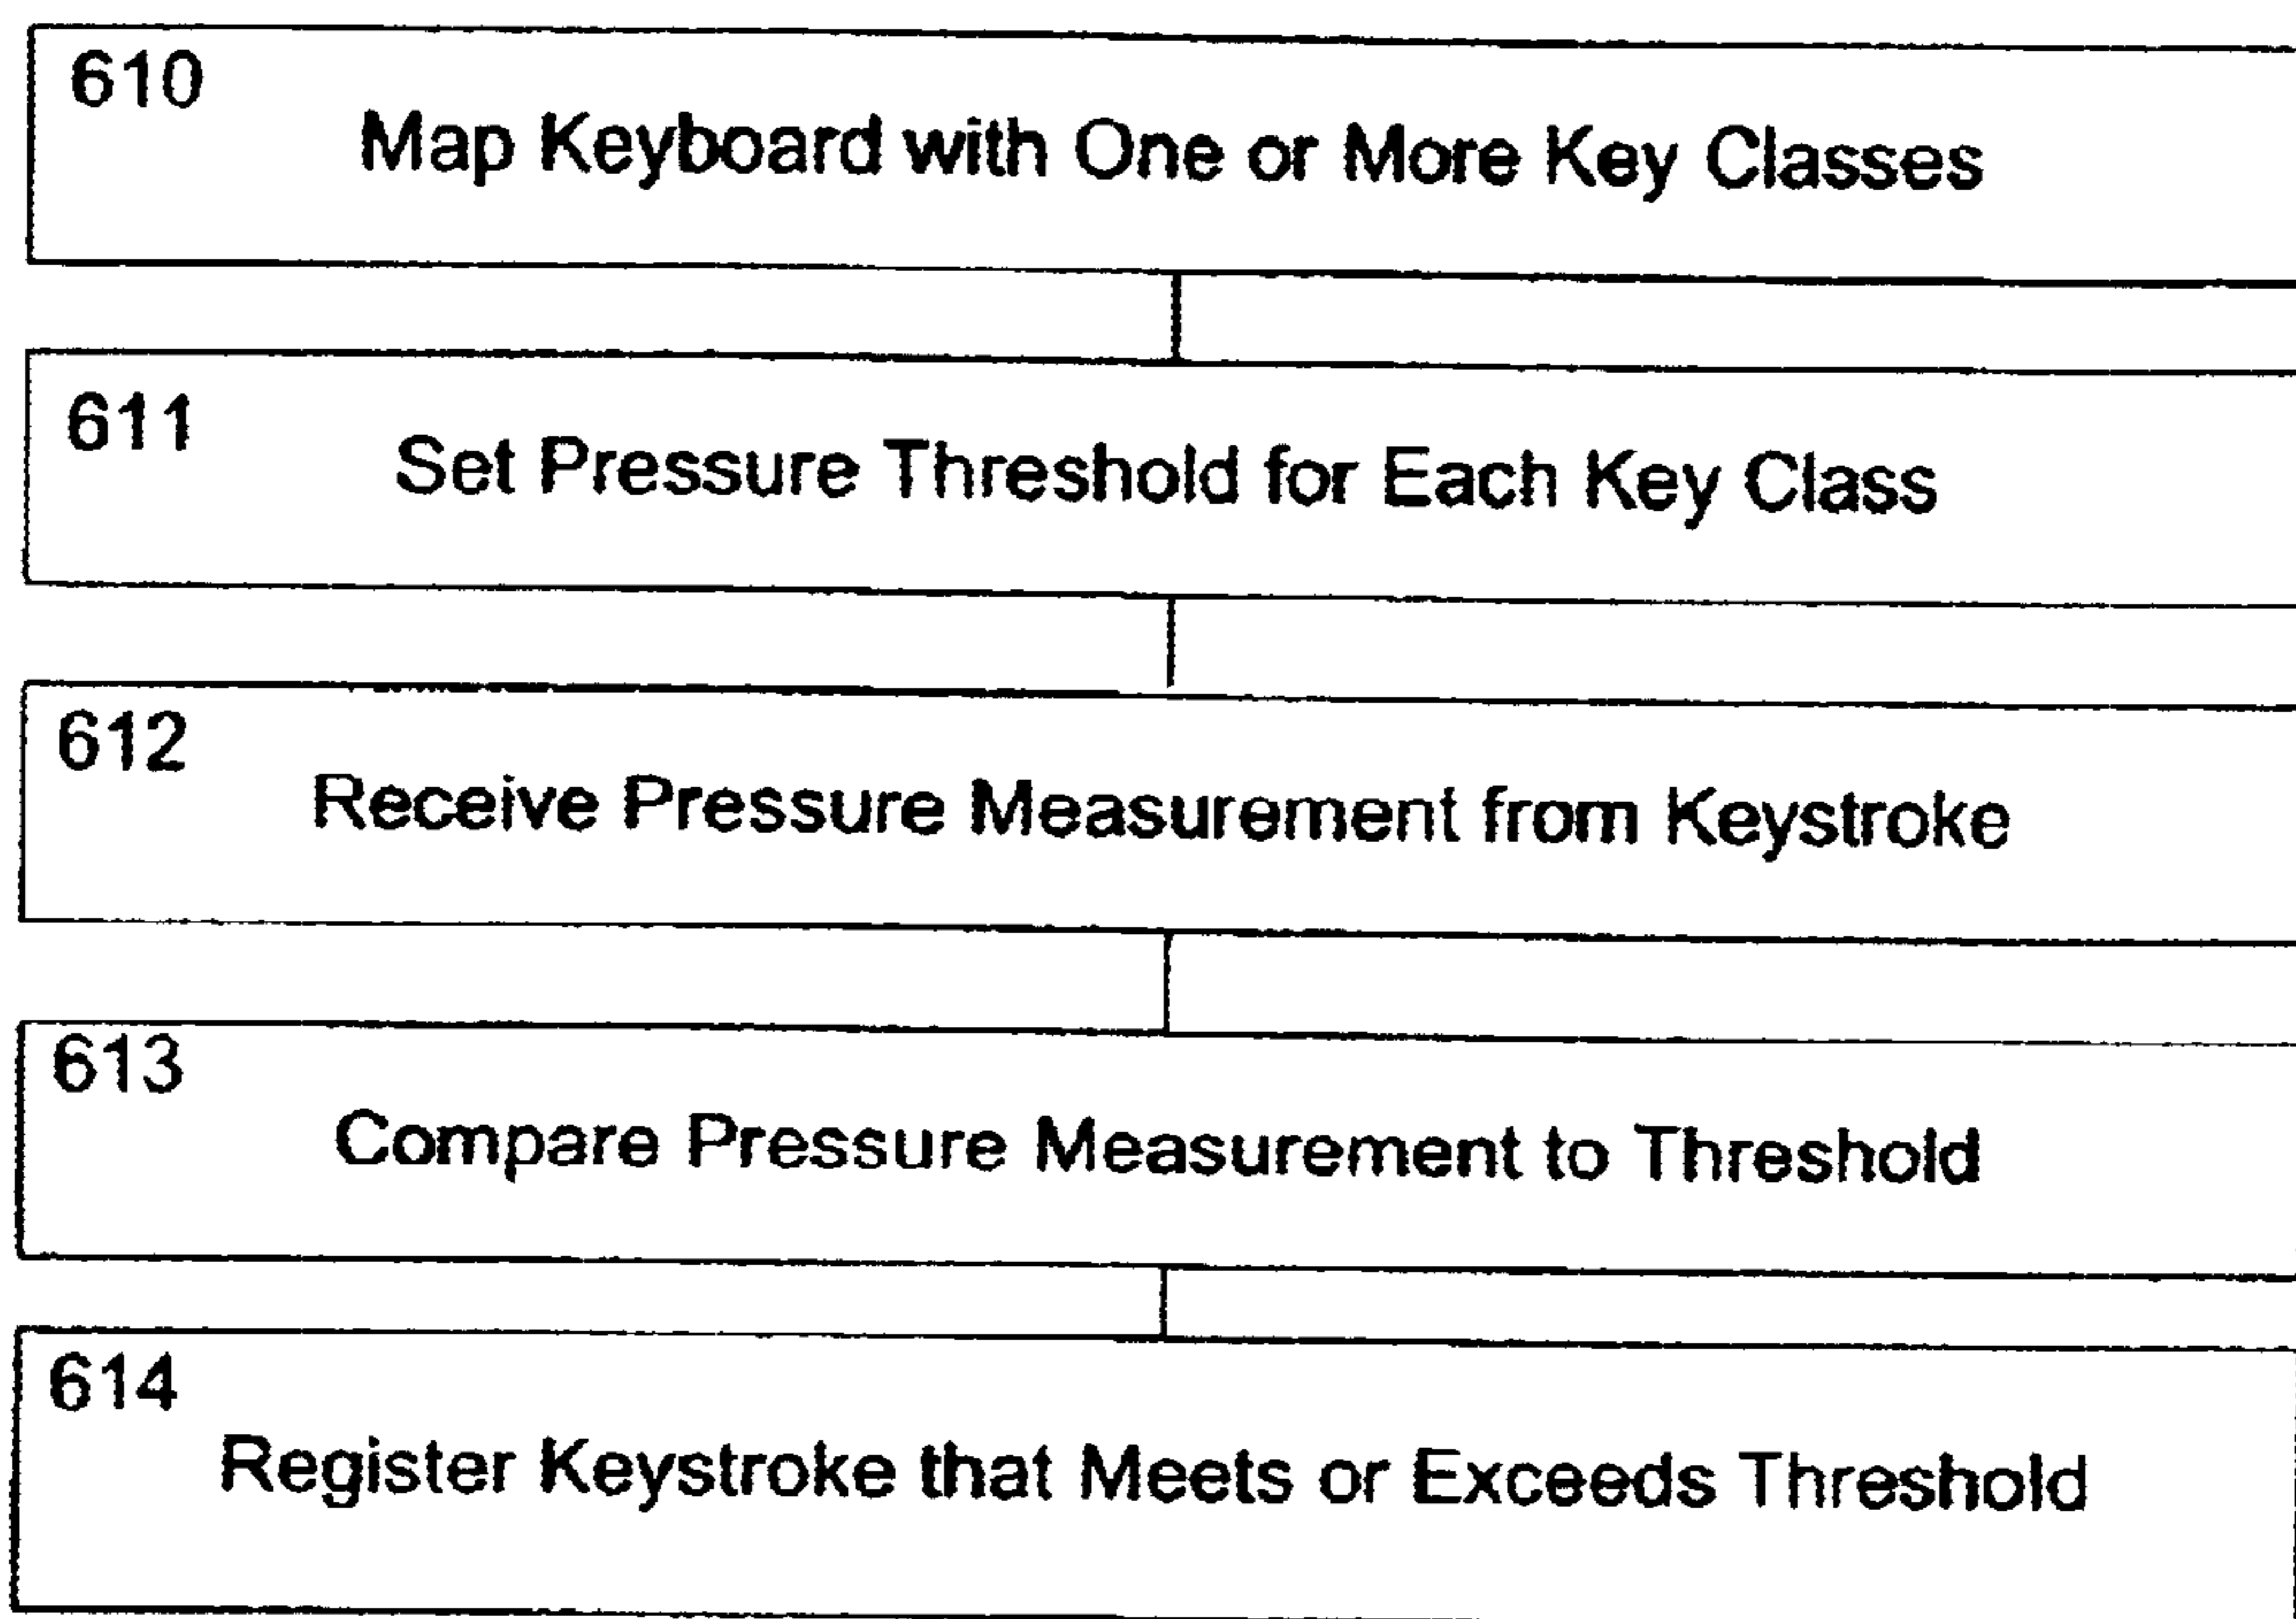 610
Map Keyboard with One or More Key Classes
611
Set Pressure Threshold for Each Key Class
612
Receive Pressure Measurement from Keystroke
613
Compare Pressure Measurement to Threshold
614
Register Keystroke that Meets or Exceeds Threshold